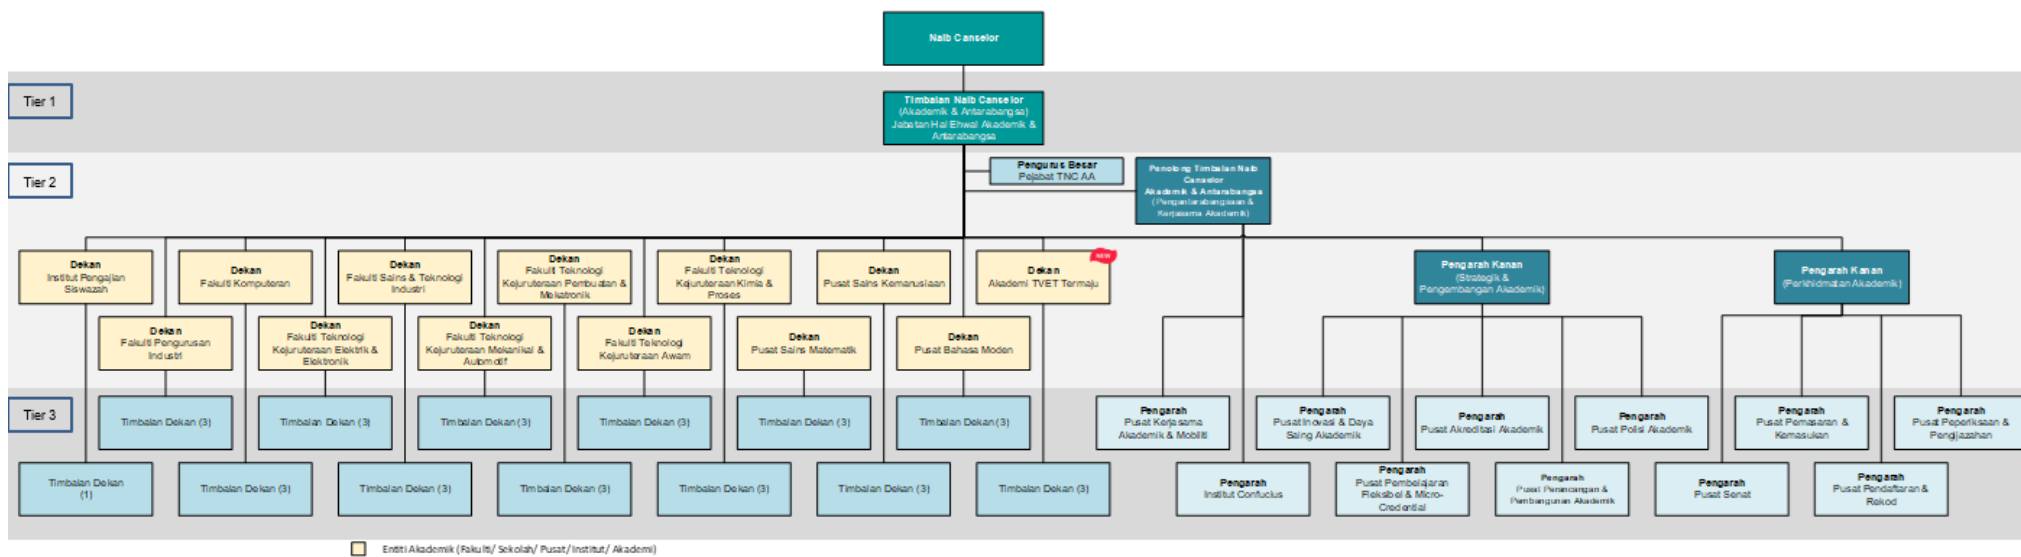 Naib Canselor
Tier 1
Timbalan Naib Canselor
(Akademik & Antarabangsa)
Jabatan Hal Ehwal Akademik &
Antarabangsa
Tier 2
Pengurus Besar
Pejabat TNC AA
Penolong Timbalan Naib
Canselor
Akademik & Antarabangsa
(Pengantarabangsaan &
Kerjasama Akademik)
Dekan
Institut Pengajian
Siswazah
Dekan
Fakulti Komputeran
Dekan
Fakulti Sains & Teknologi
Industri
Dekan
Fakulti Teknologi
Kejuruteraan Pembuatan &
Mekatronik
Dekan
Fakulti Teknologi
Kejuruteraan Kimia &
Proses
Dekan
Pusat Sains Kemanusiaan
NEW
Dekan
Akademi TVET Termaju
Pengarah Kanan
(Strategik &
Pengembangan Akademik)
Pengarah Kanan
(Perkhidmatan Akademik)
Dekan
Fakulti Pengurusan
Industri
Dekan
Fakulti Teknologi
Kejuruteraan Elektrik &
Elektronik
Dekan
Fakulti Teknologi
Kejuruteraan Mekanikal &
Automotif
Dekan
Fakulti Teknologi
Kejuruteraan Awam
Dekan
Pusat Sains Matematik
Dekan
Pusat Bahasa Moden
Tier 3
Timbalan Dekan (3)
Timbalan Dekan (3)
Timbalan Dekan (3)
Timbalan Dekan (3)
Timbalan Dekan (3)
Timbalan Dekan (3)
Pengarah
Pusat Kerjasama
Akademik & Mobiliti
Pengarah
Pusat Inovasi & Daya
Saing Akademik
Pengarah
Pusat Akreditasi Akademik
Pengarah
Pusat Polisi Akademik
Pengarah
Pusat Pemasaran &
Kemasukan
Pengarah
Pusat Peperiksaan &
Pengijazahan
Timbalan Dekan
(1)
Timbalan Dekan (3)
Timbalan Dekan (3)
Timbalan Dekan (3)
Timbalan Dekan (3)
Timbalan Dekan (3)
Timbalan Dekan (3)
Pengarah
Institut Confucius
Pengarah
Pusat Pembelajaran
Fleksibel & Micro-
Credential
Pengarah
Pusat Perancangan &
Pembangunan Akademik
Pengarah
Pusat Senat
Pengarah
Pusat Pendaftaran &
Rekod
Entiti Akademik (Fakulti/ Sekolah/ Pusat/ Institut/ Akademi)